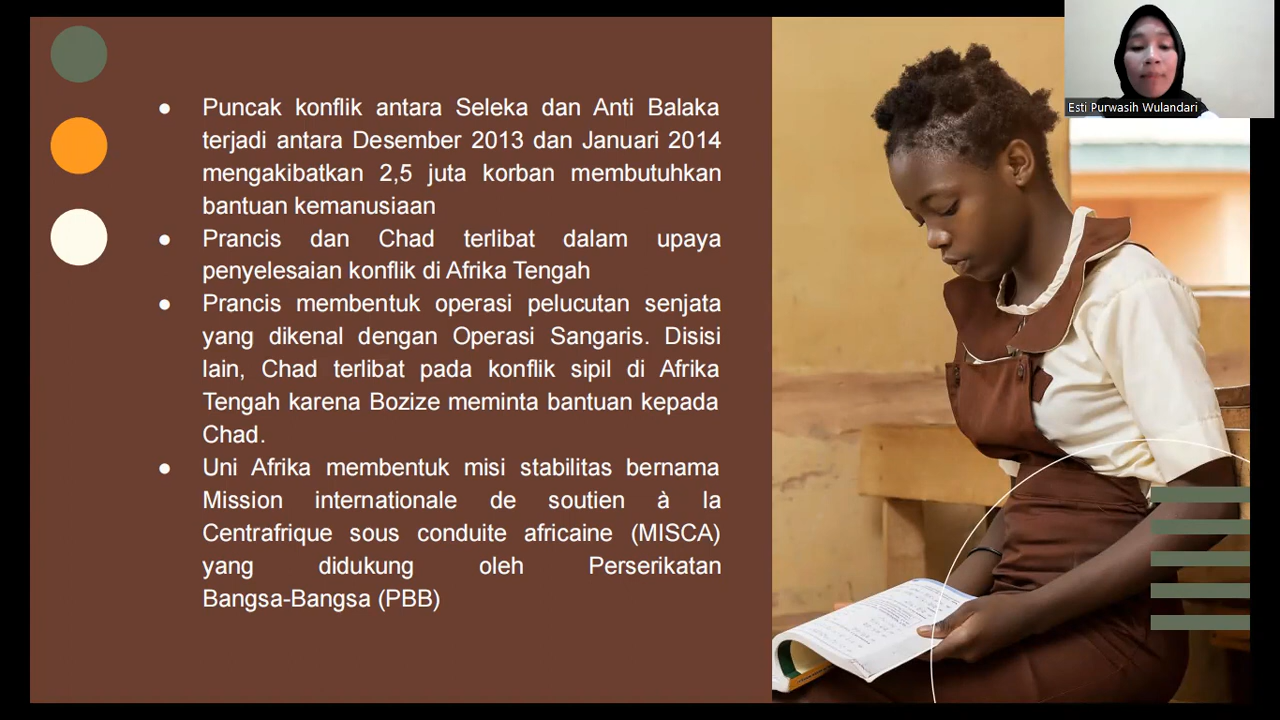 ● Puncak konflik antara Seleka dan Anti Balaka
terjadi antara Desember 2013 dan Januari 2014
mengakibatkan 2,5 juta korban membutuhkan
bantuan kemanusiaan
● Prancis dan Chad terlibat dalam upaya
penyelesaian konflik di Afrika Tengah
● Prancis membentuk operasi pelucutan senjata
yang dikenal dengan Operasi Sangaris. Disisi
lain, Chad terlibat pada konflik sipil di Afrika
Tengah karena Bozize meminta bantuan kepada
Chad.
● Uni Afrika membentuk misi stabilitas bernama
Mission internationale de soutien à la
Centrafrique sous conduite africaine (MISCA)
yang didukung oleh Perserikatan
Bangsa-Bangsa (PBB)
Esti Purwasih Wulandari